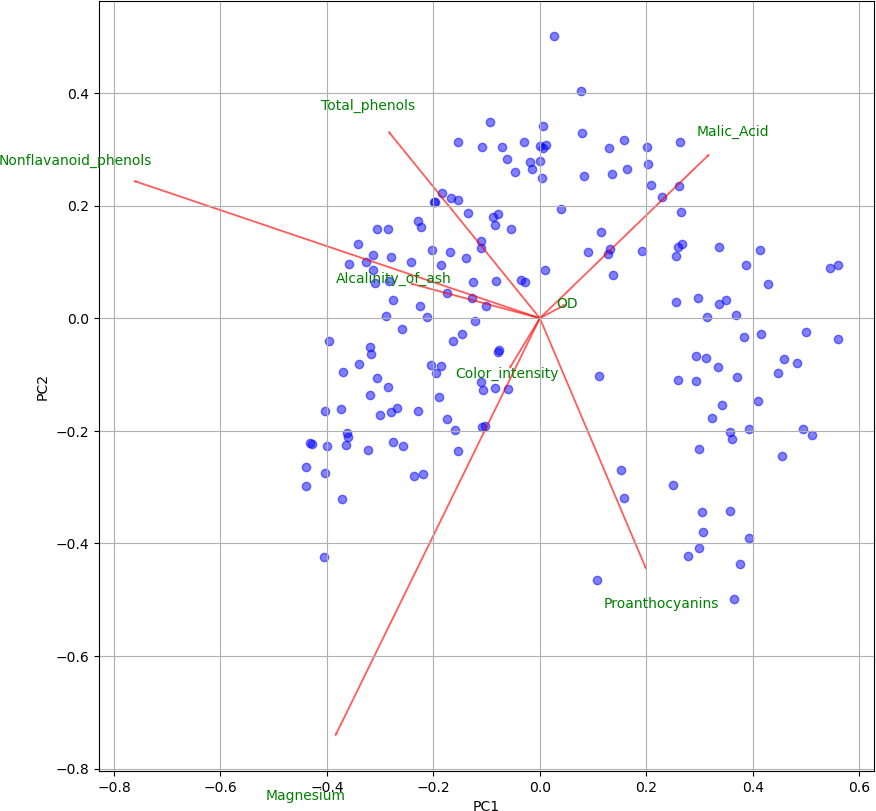 0.4
0.2
0.0
−0.2
−0.4
−0.6
−0.8
PC2
Total_phenols
Malic_Acid
Nonflavanoid_phenols
Alcalinity_of_ash
OD
Color_intensity
Proanthocyanins
Magnesium
−0.8
−0.6
−0.4
−0.2
0.0
0.2
0.4
0.6
PC1